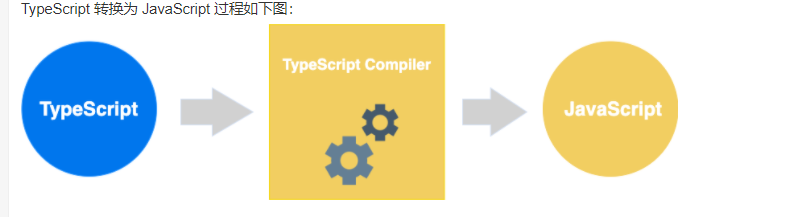 TypeScript 转换为 JavaScript 过程如下图：
TypeScript
TypeScript Compiler
JavaScript